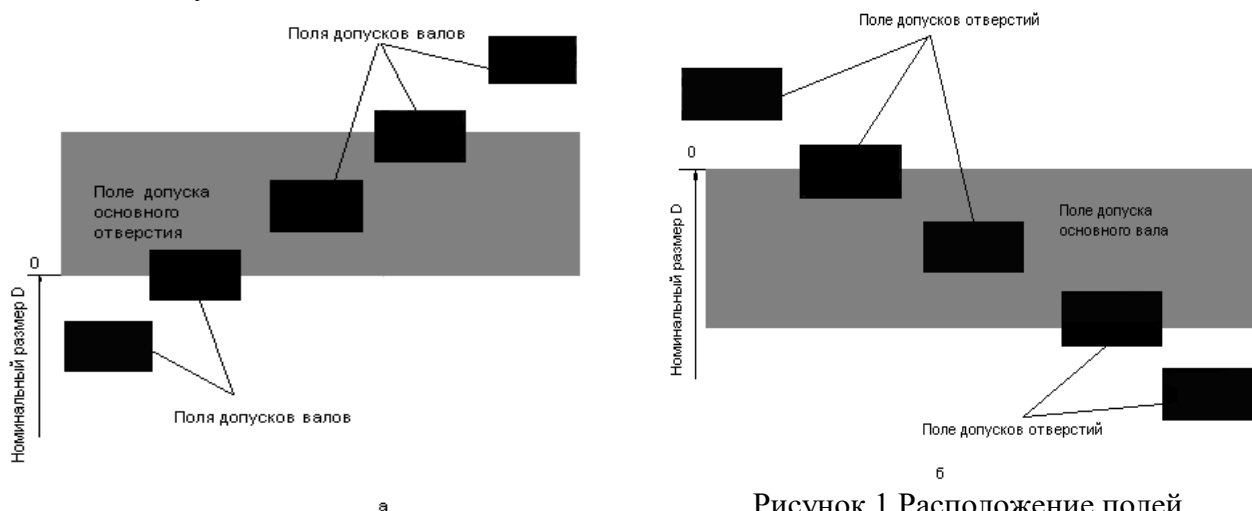 Поля допусков валов
Поле допуска
основного
отверстия
0
Номинальный размер D
Поля допусков валов
а
Поле допусков отверстий
0
Номинальный размер D
Поле допуска
основного вала
Поле допусков отверстий
б
Рисунок 1 Расположение полей